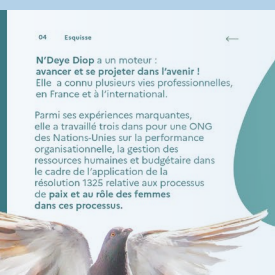 04 Esquisse
N'Deye Diop a un moteur :
avancer et se projeter dans l'avenir !
Elle a connu plusieurs vies professionnelles,
en France et à l'international.
Parmi ses expériences marquantes,
elle a travaillé trois dans pour une ONG
des Nations-Unies sur la performance
organisationnelle, la gestion des
ressources humaines et budgétaire dans
le cadre de l'application de la
résolution 1325 relative aux processus
de paix et au rôle des femmes
dans ces processus.